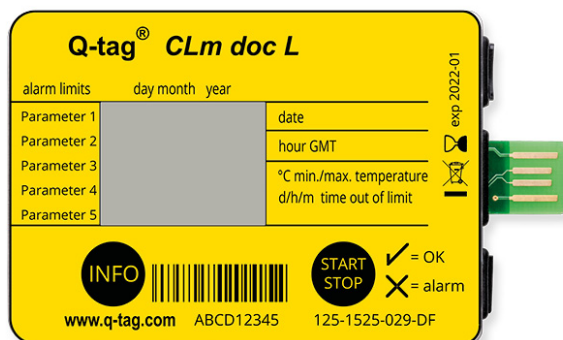 Q-tag® CLm doc L
alarm limits day month year
Parameter 1
Parameter 2
Parameter 3
Parameter 4
Parameter 5
date
hour GMT
°C min./max. temperature
d/h/m time out of limit
exp 2022-01
INFO
START
STOP
✓ = OK
✗ = alarm
www.q-tag.com ABCD12345 125-1525-029-DF